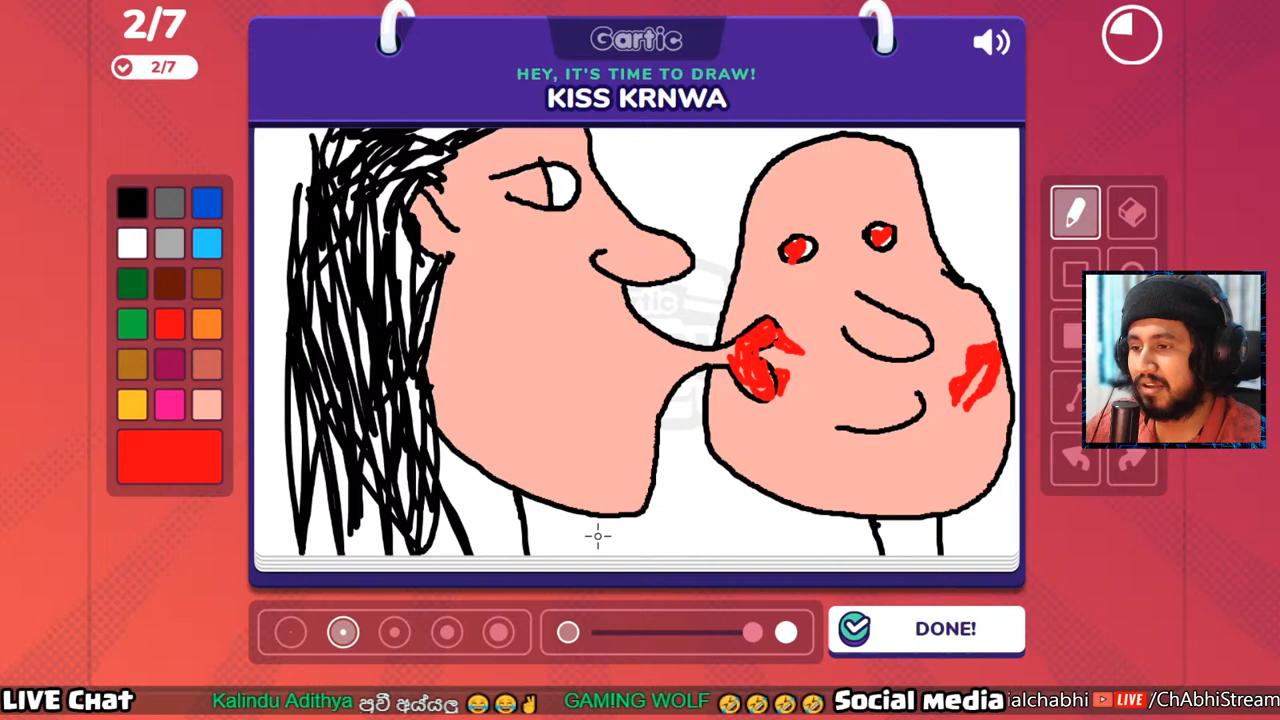 2/7
2/7
Gartic
HEY, IT'S TIME TO DRAW!
KISS KRNWA
DONE!
LIVE Chat Kalindu Adithya පුවී අය්යල 😂😂✌ GAMING WOLF 🤣🤣🤣🤣 Social Media ialchabhi LIVE /ChAbhiStream